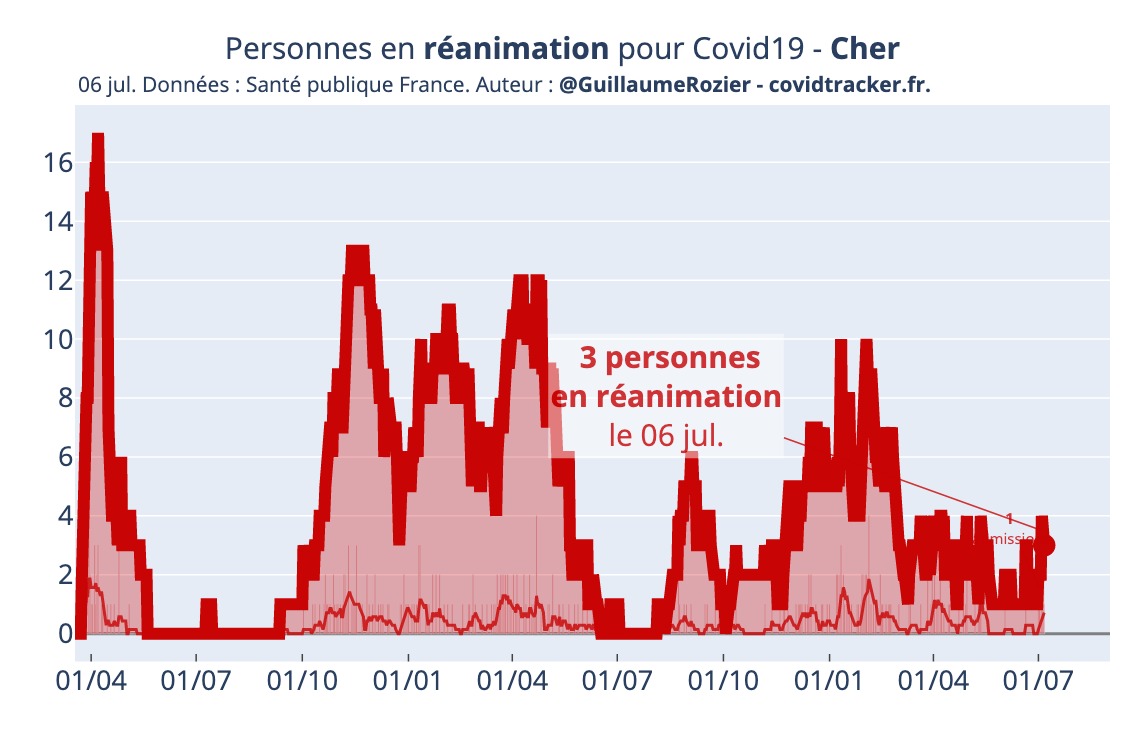 Personnes en réanimation pour Covid19 - Cher
06 jul. Données : Santé publique France. Auteur : @GuillaumeRozier - covidtracker.fr.
16
14
12
10
8
6
4
2
0
3 personnes
en réanimation
le 06 jul.
1
01/04 01/07 01/10 01/01 01/04 01/07 01/10 01/01 01/04 01/07